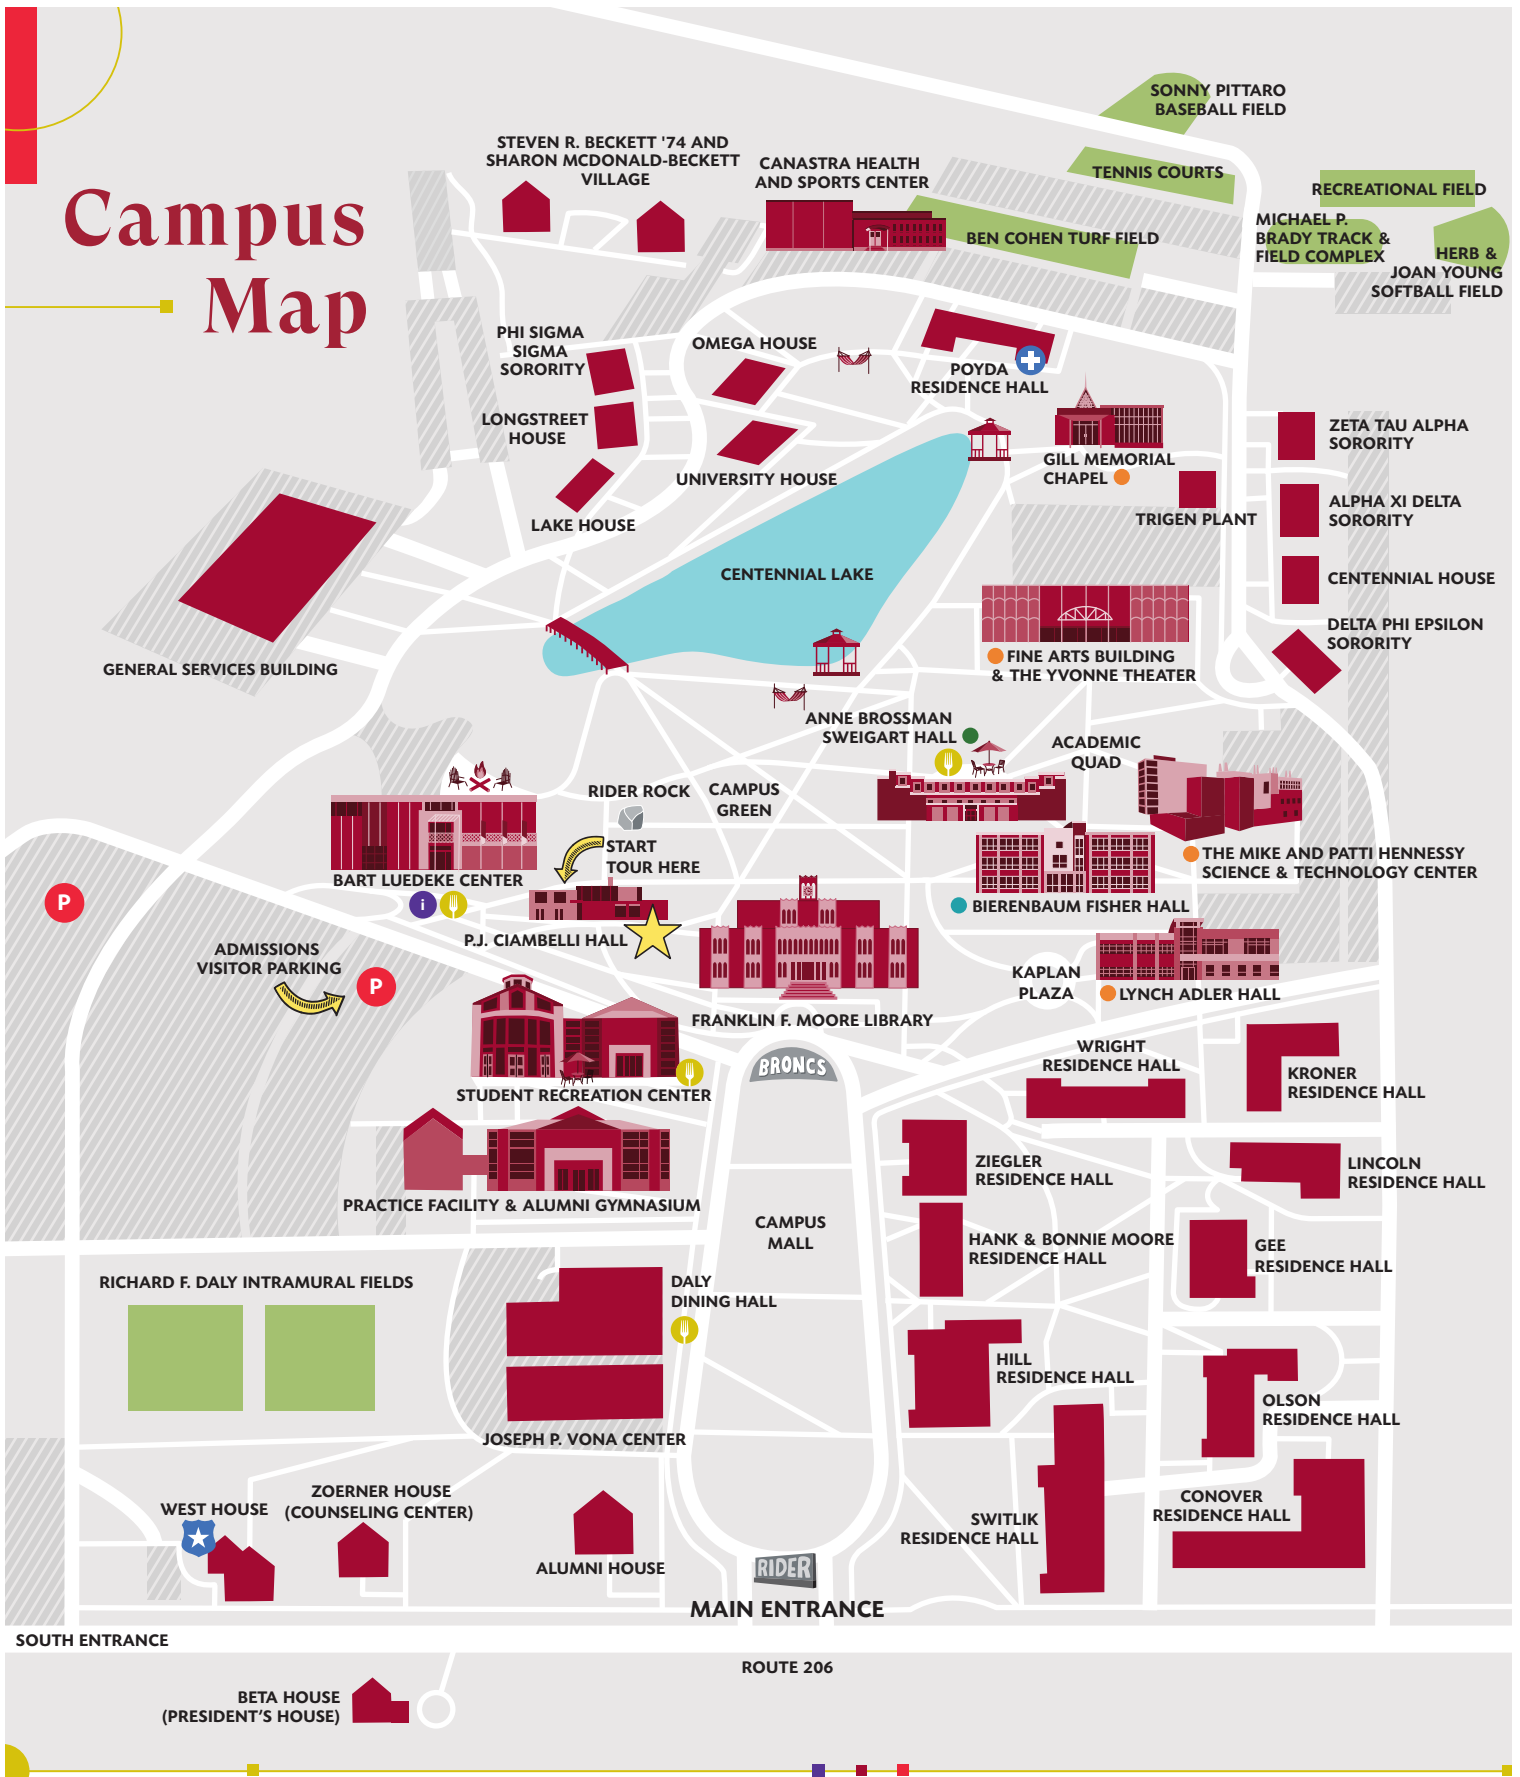 Campus
Map
SONNY PITTARO
BASEBALL FIELD
STEVEN R. BECKETT '74 AND
SHARON MCDONALD-BECKETT
VILLAGE
CANASTRA HEALTH
AND SPORTS CENTER
TENNIS COURTS
RECREATIONAL FIELD
MICHAEL P.
BRADY TRACK &
FIELD COMPLEX
BEN COHEN TURF FIELD
HERB &
JOAN YOUNG
SOFTBALL FIELD
PHI SIGMA
SIGMA
SORORITY
OMEGA HOUSE
POYDA
RESIDENCE HALL
LONGSTREET
HOUSE
ZETA TAU ALPHA
SORORITY
GILL MEMORIAL
CHAPEL
UNIVERSITY HOUSE
LAKE HOUSE
TRIGEN PLANT
ALPHA XI DELTA
SORORITY
CENTENNIAL LAKE
CENTENNIAL HOUSE
DELTA PHI EPSILON
SORORITY
GENERAL SERVICES BUILDING
FINE ARTS BUILDING
& THE YVONNE THEATER
ANNE BROSSMAN
SWEIGART HALL
ACADEMIC
QUAD
RIDER ROCK
CAMPUS
GREEN
START
TOUR HERE
THE MIKE AND PATTI HENNESSY
SCIENCE & TECHNOLOGY CENTER
BART LUEDEKE CENTER
i
P
BIERENBAUM FISHER HALL
P.J. CIAMBELLI HALL
ADMISSIONS
VISITOR PARKING
P
KAPLAN
PLAZA
LYNCH ADLER HALL
FRANKLIN F. MOORE LIBRARY
BRONCS
WRIGHT
RESIDENCE HALL
KRONER
RESIDENCE HALL
STUDENT RECREATION CENTER
ZIEGLER
RESIDENCE HALL
LINCOLN
RESIDENCE HALL
PRACTICE FACILITY & ALUMNI GYMNASIUM
CAMPUS
MALL
HANK & BONNIE MOORE
RESIDENCE HALL
GEE
RESIDENCE HALL
RICHARD F. DALY INTRAMURAL FIELDS
DALY
DINING HALL
HILL
RESIDENCE HALL
OLSON
RESIDENCE HALL
JOSEPH P. VONA CENTER
WEST HOUSE
ZOERNER HOUSE
(COUNSELING CENTER)
CONOVER
RESIDENCE HALL
SWITLIK
RESIDENCE HALL
ALUMNI HOUSE
RIDER
MAIN ENTRANCE
SOUTH ENTRANCE
ROUTE 206
BETA HOUSE
(PRESIDENT'S HOUSE)